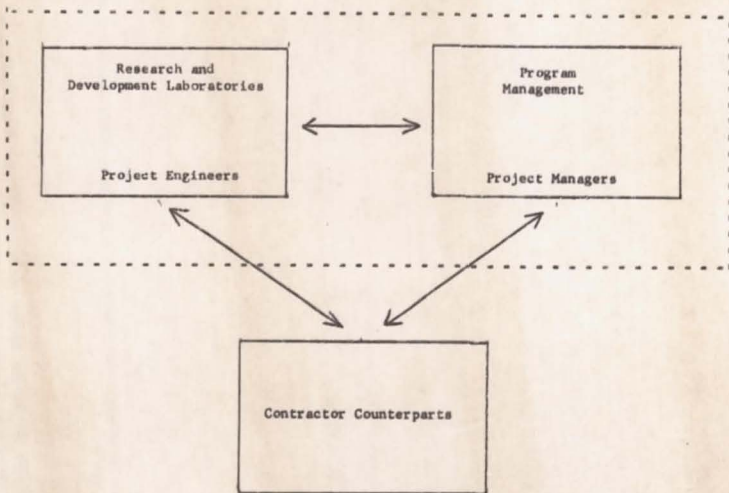 Research and
Development Laboratories
Project Engineers
Program
Management
Project Managers
Contractor Counterparts